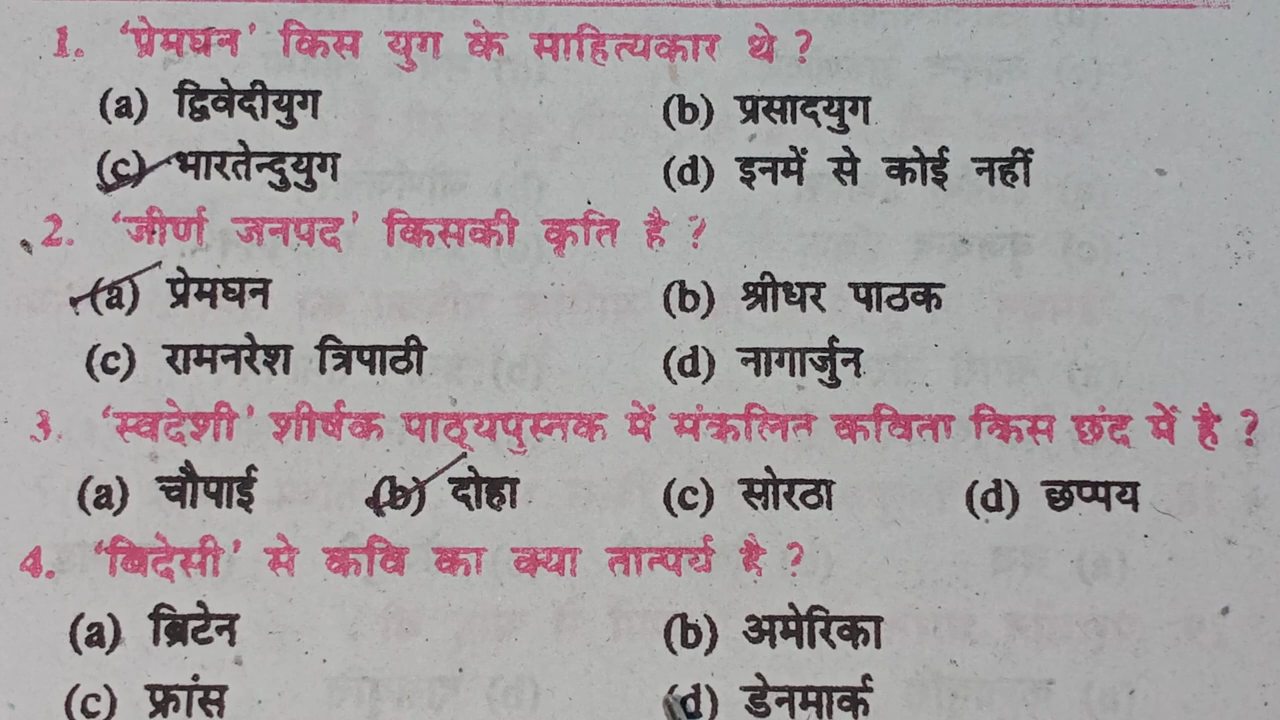 1. 'प्रेमघन' किस युग के साहित्यकार थे ?
(a) द्विवेदीयुग (b) प्रसादयुग
(c) भारतेन्दुयुग (d) इनमें से कोई नहीं
2. 'जीर्ण जनपद' किसकी कृति है ?
(a) प्रेमघन (b) श्रीधर पाठक
(c) रामनरेश त्रिपाठी (d) नागार्जुन
3. 'स्वदेशी' शीर्षक पाठ्यपुस्तक में संकलित कविता किस छंद में है ?
(a) चौपाई (b) दोहा (c) सोरठा (d) छप्पय
4. 'बिदेसी' से कवि का क्या तात्पर्य है ?
(a) ब्रिटेन (b) अमेरिका
(c) फ्रांस (d) डेनमार्क